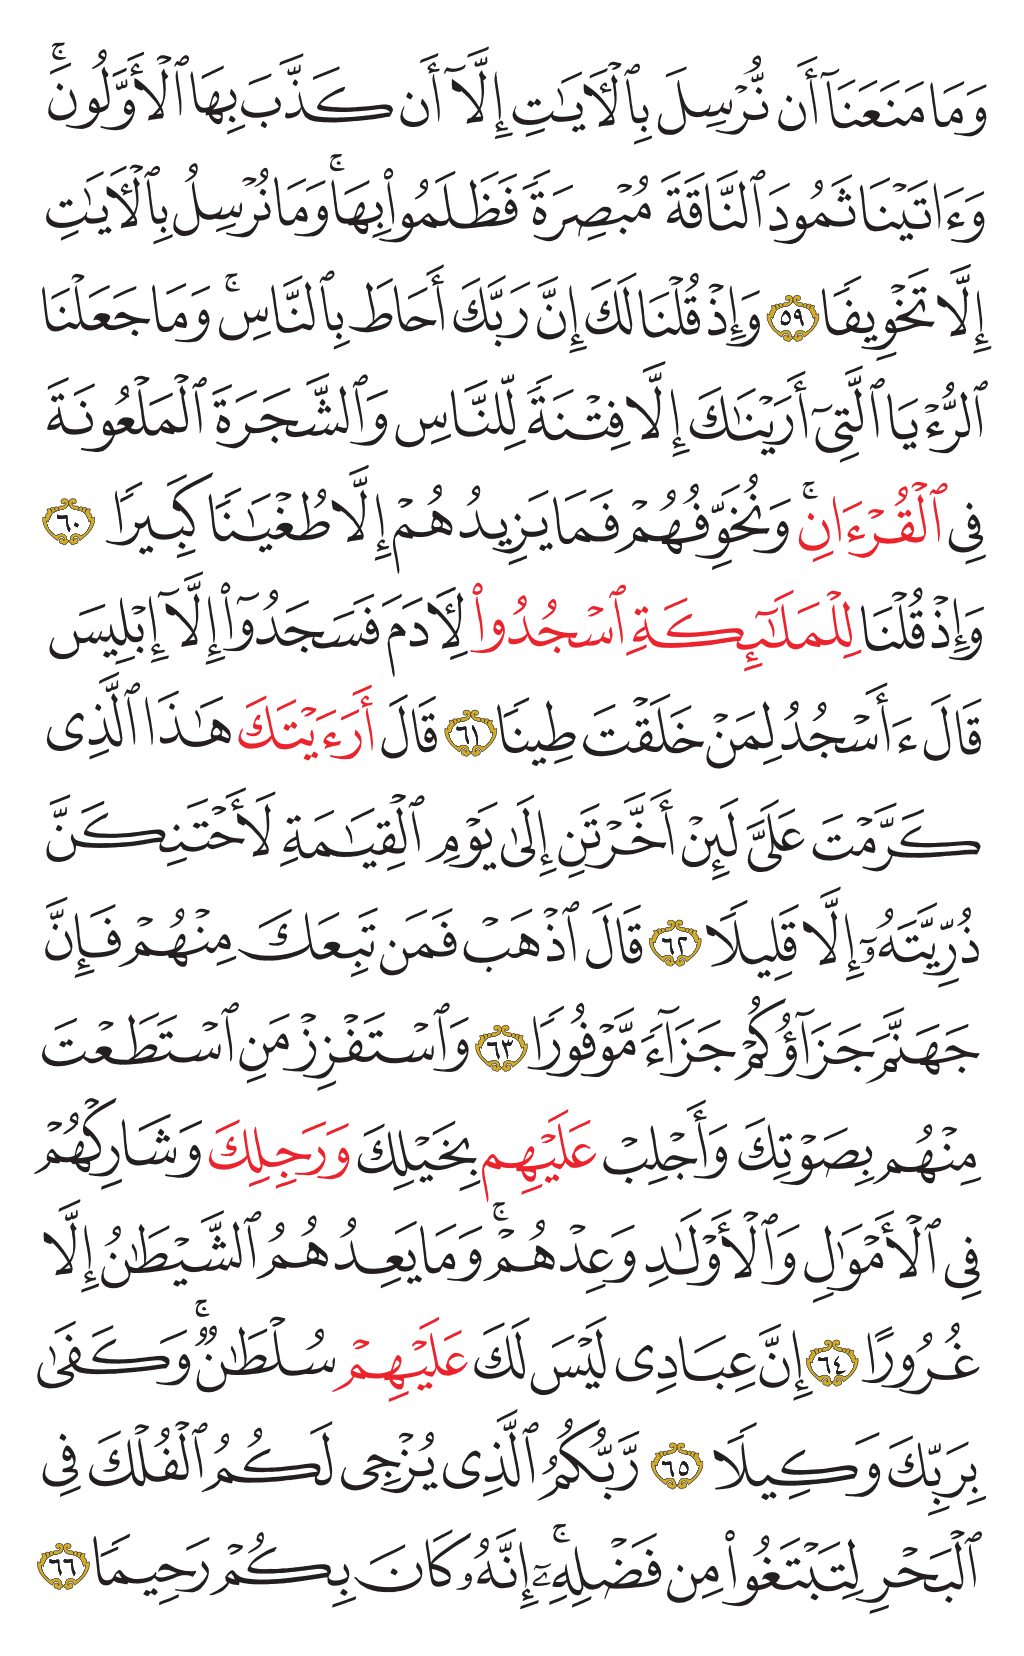 وَمَا مَنَعَنَآ أَن نُّرْسِلَ بِٱلْأَيَـٰتِ إِلَّآ أَن كَذَّبَ بِهَا ٱلْأَوَّلُونَ ۚ
وَءَاتَيْنَا ثَمُودَ ٱلنَّاقَةَ مُبْصِرَةً فَظَلَمُوا۟ بِهَا ۚ وَمَا نُرْسِلُ بِٱلْأَيَـٰتِ
إِلَّا تَخْوِيفًا ٥٩ وَإِذْ قُلْنَا لَكَ إِنَّ رَبَّكَ أَحَاطَ بِٱلنَّاسِ ۚ وَمَا جَعَلْنَا
ٱلرُّءْيَا ٱلَّتِىٓ أَرَيْنَـٰكَ إِلَّا فِتْنَةً لِّلنَّاسِ وَٱلشَّجَرَةَ ٱلْمَلْعُونَةَ
فِى ٱلْقُرْءَانِ ۚ وَنُخَوِّفُهُمْ فَمَا يَزِيدُهُمْ إِلَّا طُغْيَـٰنًا كَبِيرًا ٦٠
وَإِذْ قُلْنَا لِلْمَلَـٰٓئِكَةِ ٱسْجُدُوا۟ لِأَدَمَ فَسَجَدُوٓا۟ إِلَّآ إِبْلِيسَ
قَالَ ءَأَسْجُدُ لِمَنْ خَلَقْتَ طِينًا ٦١ قَالَ أَرَءَيْتَكَ هَـٰذَا ٱلَّذِى
كَرَّمْتَ عَلَىَّ لَئِنْ أَخَّرْتَنِ إِلَىٰ يَوْمِ ٱلْقِيَـٰمَةِ لَأَحْتَنِكَنَّ
ذُرِّيَّتَهُۥٓ إِلَّا قَلِيلًا ٦٢ قَالَ ٱذْهَبْ فَمَن تَبِعَكَ مِنْهُمْ فَإِنَّ
جَهَنَّمَ جَزَآؤُكُمْ جَزَآءً مَّوْفُورًا ٦٣ وَٱسْتَفْزِزْ مَنِ ٱسْتَطَعْتَ
مِنْهُم بِصَوْتِكَ وَأَجْلِبْ عَلَيْهِم بِخَيْلِكَ وَرَجِلِكَ وَشَارِكْهُمْ
فِى ٱلْأَمْوَٰلِ وَٱلْأَوْلَـٰدِ وَعِدْهُمْ ۚ وَمَا يَعِدُهُمُ ٱلشَّيْطَـٰنُ إِلَّا
غُرُورًا ٦٤ إِنَّ عِبَادِى لَيْسَ لَكَ عَلَيْهِمْ سُلْطَـٰنٌ ۚ وَكَفَىٰ
بِرَبِّكَ وَكِيلًا ٦٥ رَّبُّكُمُ ٱلَّذِى يُزْجِى لَكُمُ ٱلْفُلْكَ فِى
ٱلْبَحْرِ لِتَبْتَغُوا۟ مِن فَضْلِهِۦٓ ۚ إِنَّهُۥ كَانَ بِكُمْ رَحِيمًا ٦٦